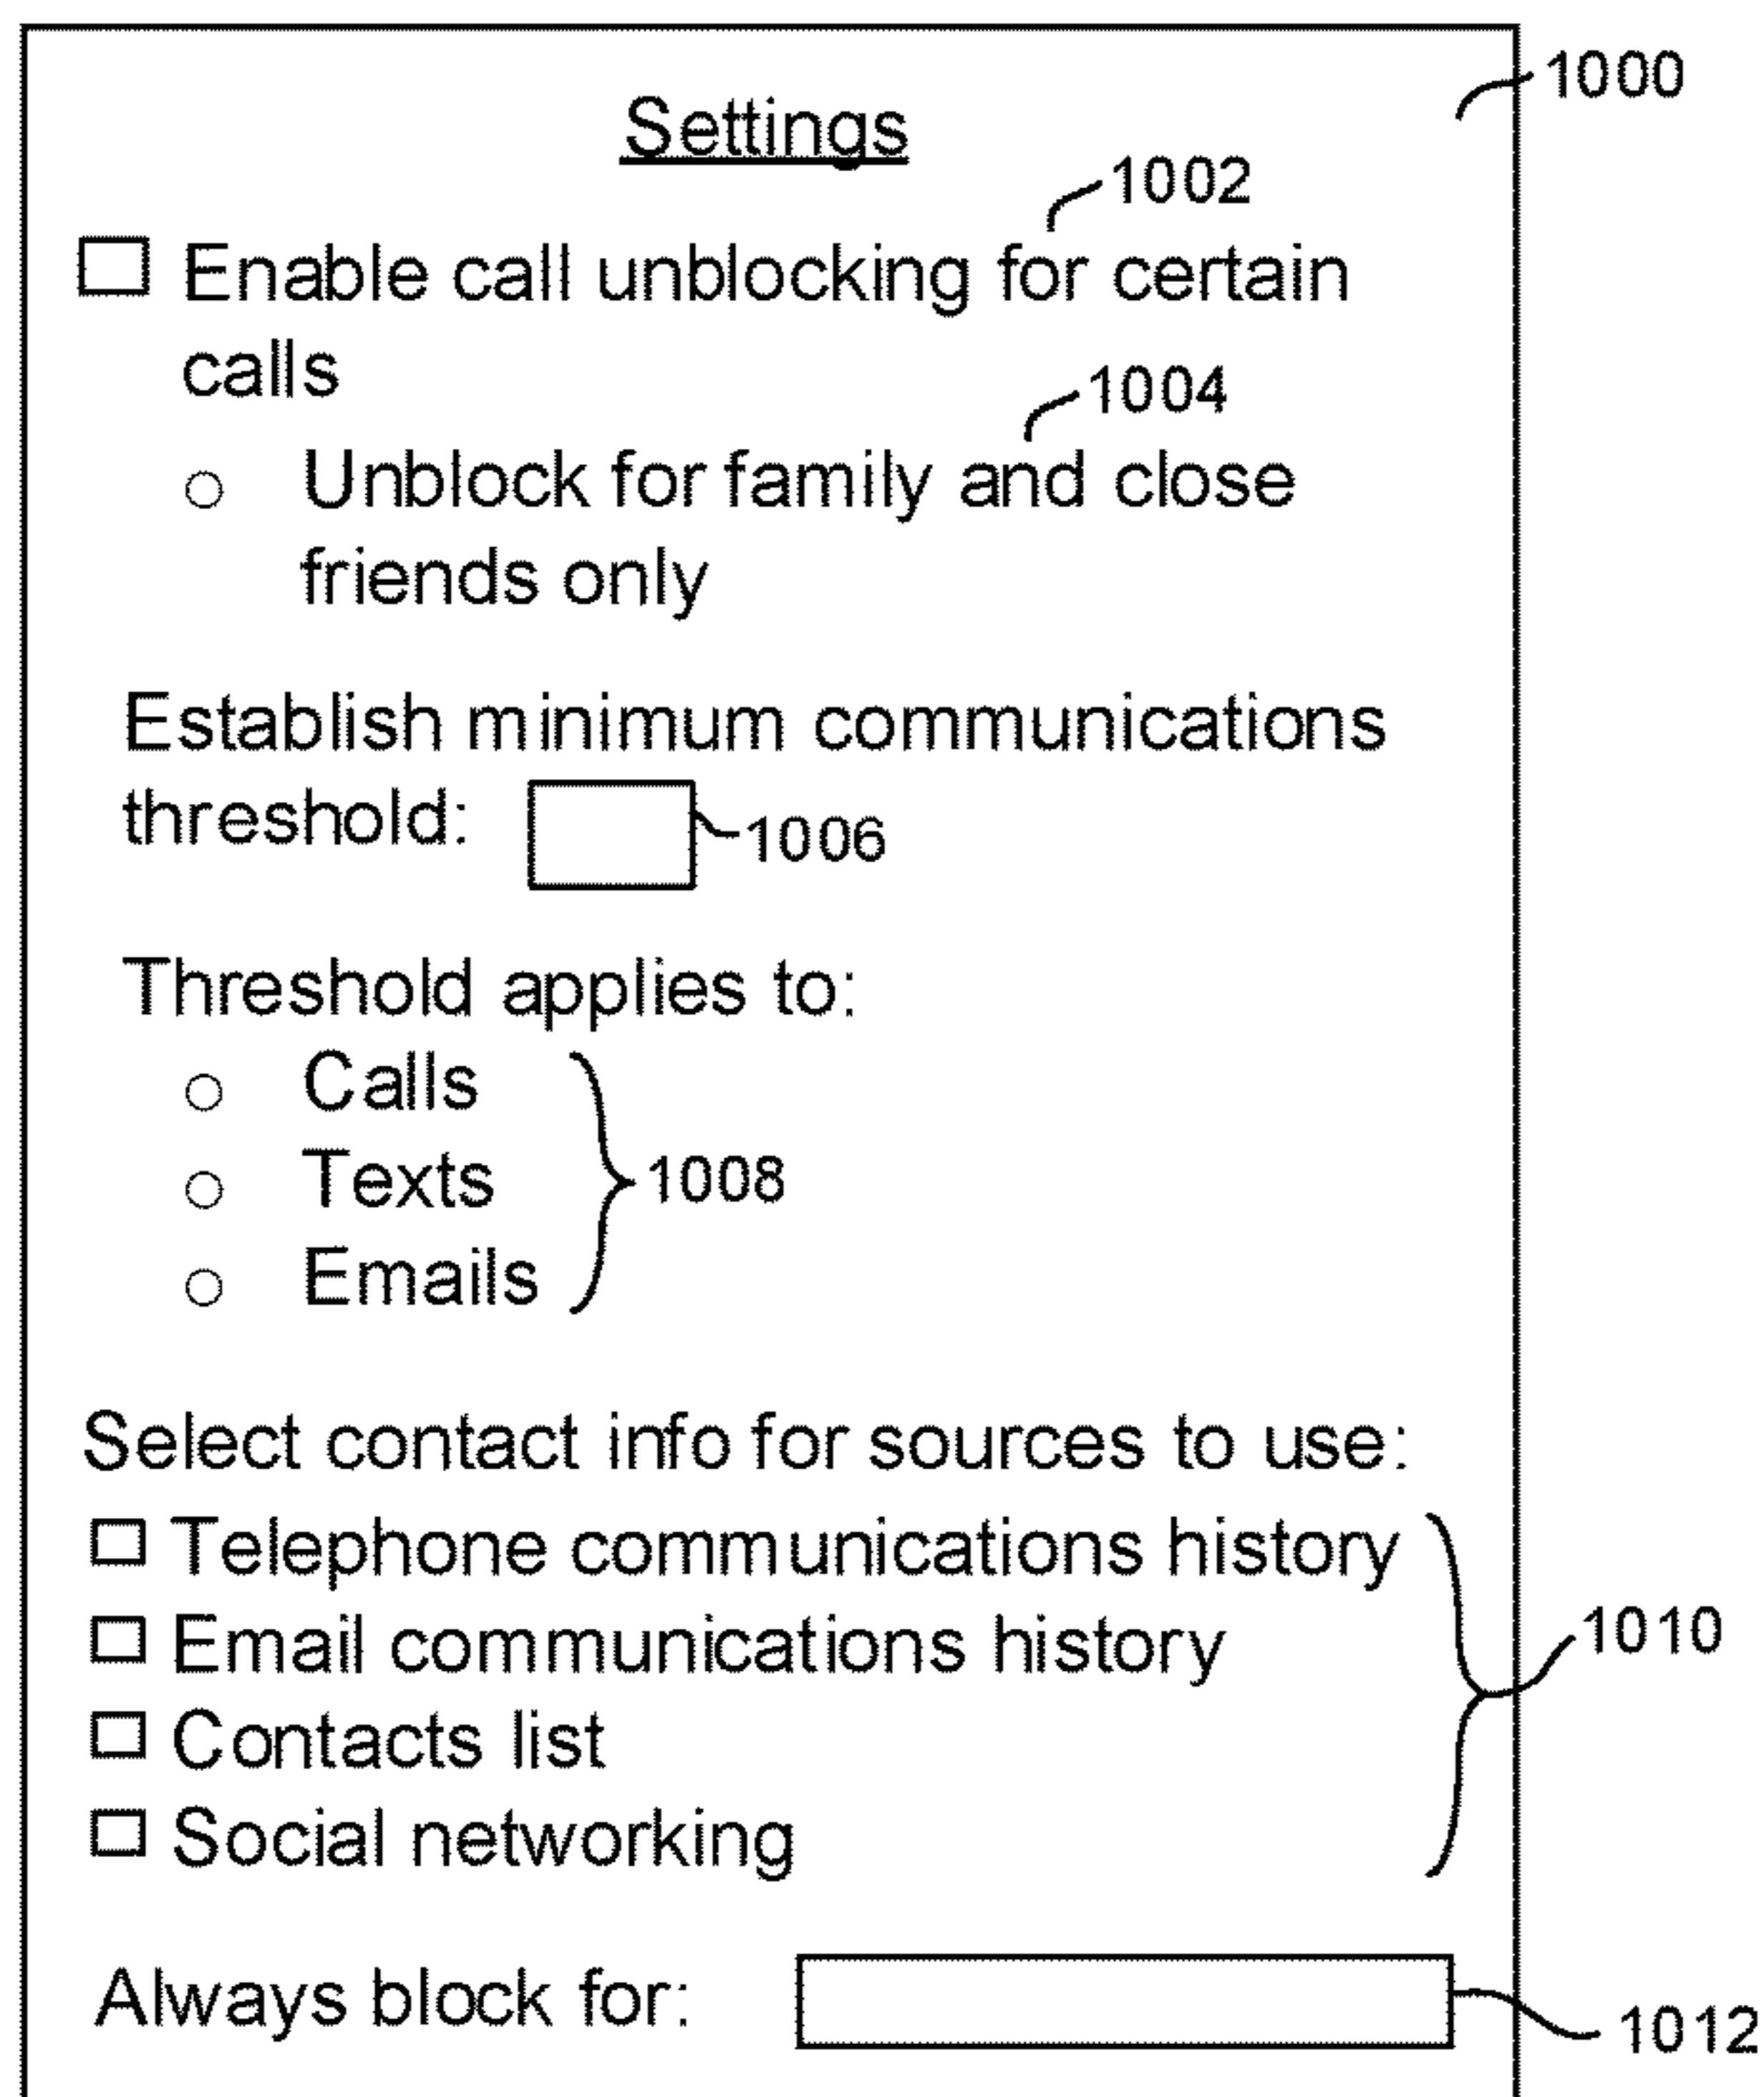 Settings
1000
1002
Enable call unblocking for certain
calls
1004
Unblock for family and close
friends only
Establish minimum communications
threshold:
1006
Threshold applies to:
Calls
Texts
1008
Emails
Select contact info for sources to use:
Telephone communications history
Email communications history
1010
Contacts list
Social networking
Always block for:
1012